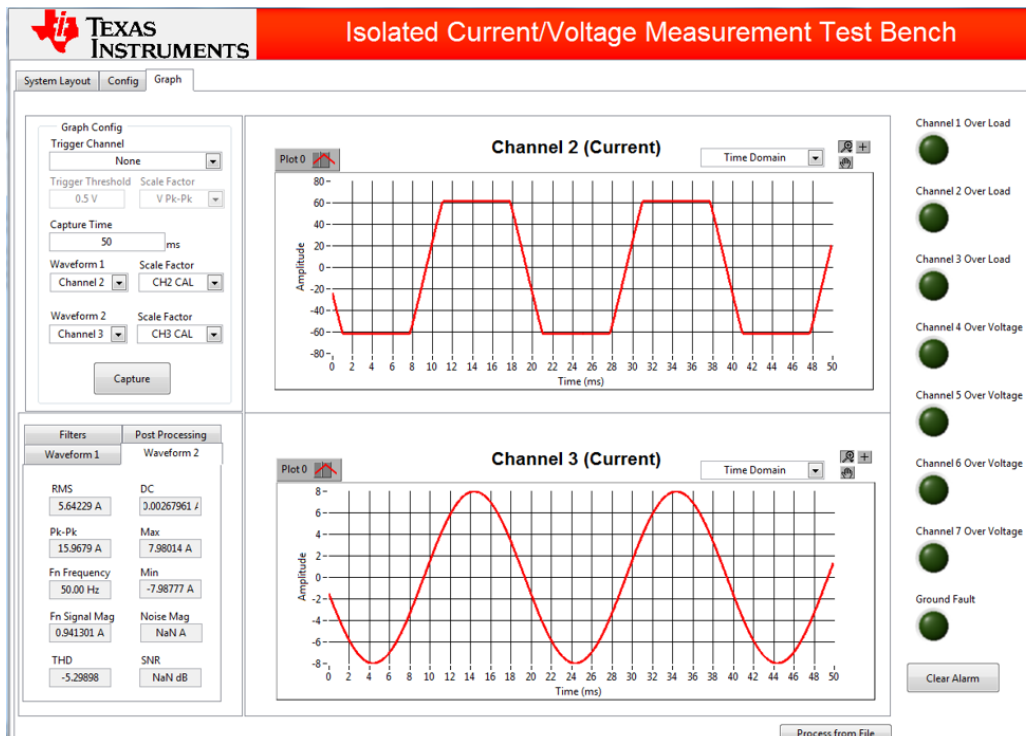 TEXAS INSTRUMENTS
Isolated Current/Voltage Measurement Test Bench
System Layout Config Graph
Graph Config
Trigger Channel
None
Trigger Threshold Scale Factor
0.5 V V Pk-Pk
Capture Time
50 ms
Waveform 1 Scale Factor
Channel 2 CH2 CAL
Waveform 2 Scale Factor
Channel 3 CH3 CAL
Capture
Filters Post Processing
Waveform 1 Waveform 2
RMS DC
5.64229 A 0.00267961 A
Pk-Pk Max
15.9679 A 7.98014 A
Fn Frequency Min
50.00 Hz -7.98777 A
Fn Signal Mag Noise Mag
0.941301 A NaN A
THD SNR
-5.29898 NaN dB
Plot 0
Channel 2 (Current)
Time Domain
Amplitude
80
60
40
20
0
-20
-40
-60
-80
0 2 4 6 8 10 12 14 16 18 20 22 24 26 28 30 32 34 36 38 40 42 44 46 48 50
Time (ms)
Plot 0
Channel 3 (Current)
Time Domain
Amplitude
8
6
4
2
0
-2
-4
-6
-8
0 2 4 6 8 10 12 14 16 18 20 22 24 26 28 30 32 34 36 38 40 42 44 46 48 50
Time (ms)
Process from File
Channel 1 Over Load
Channel 2 Over Load
Channel 3 Over Load
Channel 4 Over Voltage
Channel 5 Over Voltage
Channel 6 Over Voltage
Channel 7 Over Voltage
Ground Fault
Clear Alarm